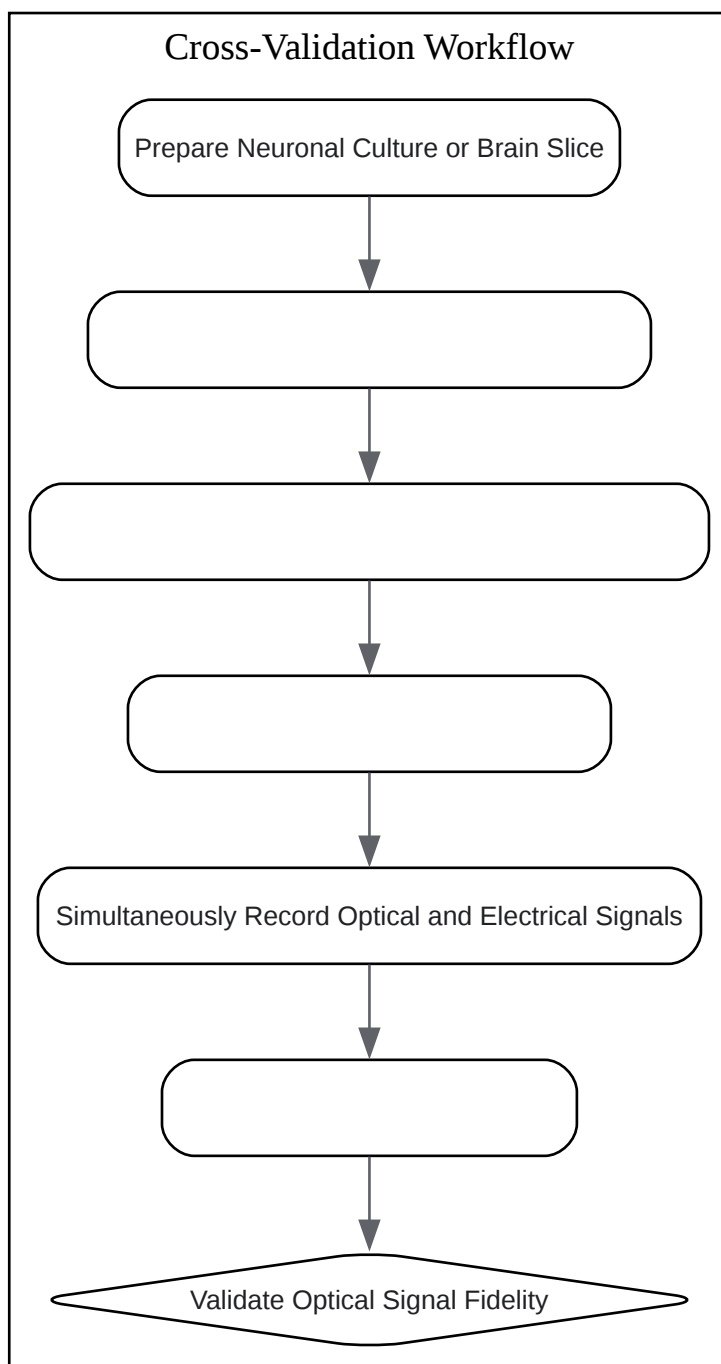 Cross-Validation Workflow
Prepare Neuronal Culture or Brain Slice
Simultaneously Record Optical and Electrical Signals
Validate Optical Signal Fidelity